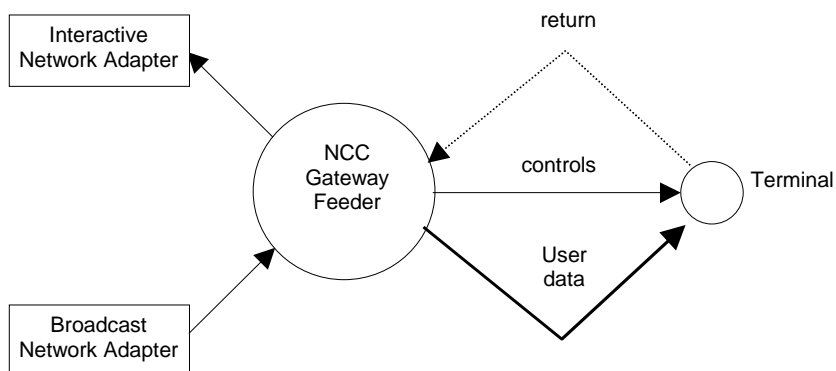 Interactive
Network Adapter
return
NCC
Gateway
Feeder
controls
Terminal
User
data
Broadcast
Network Adapter